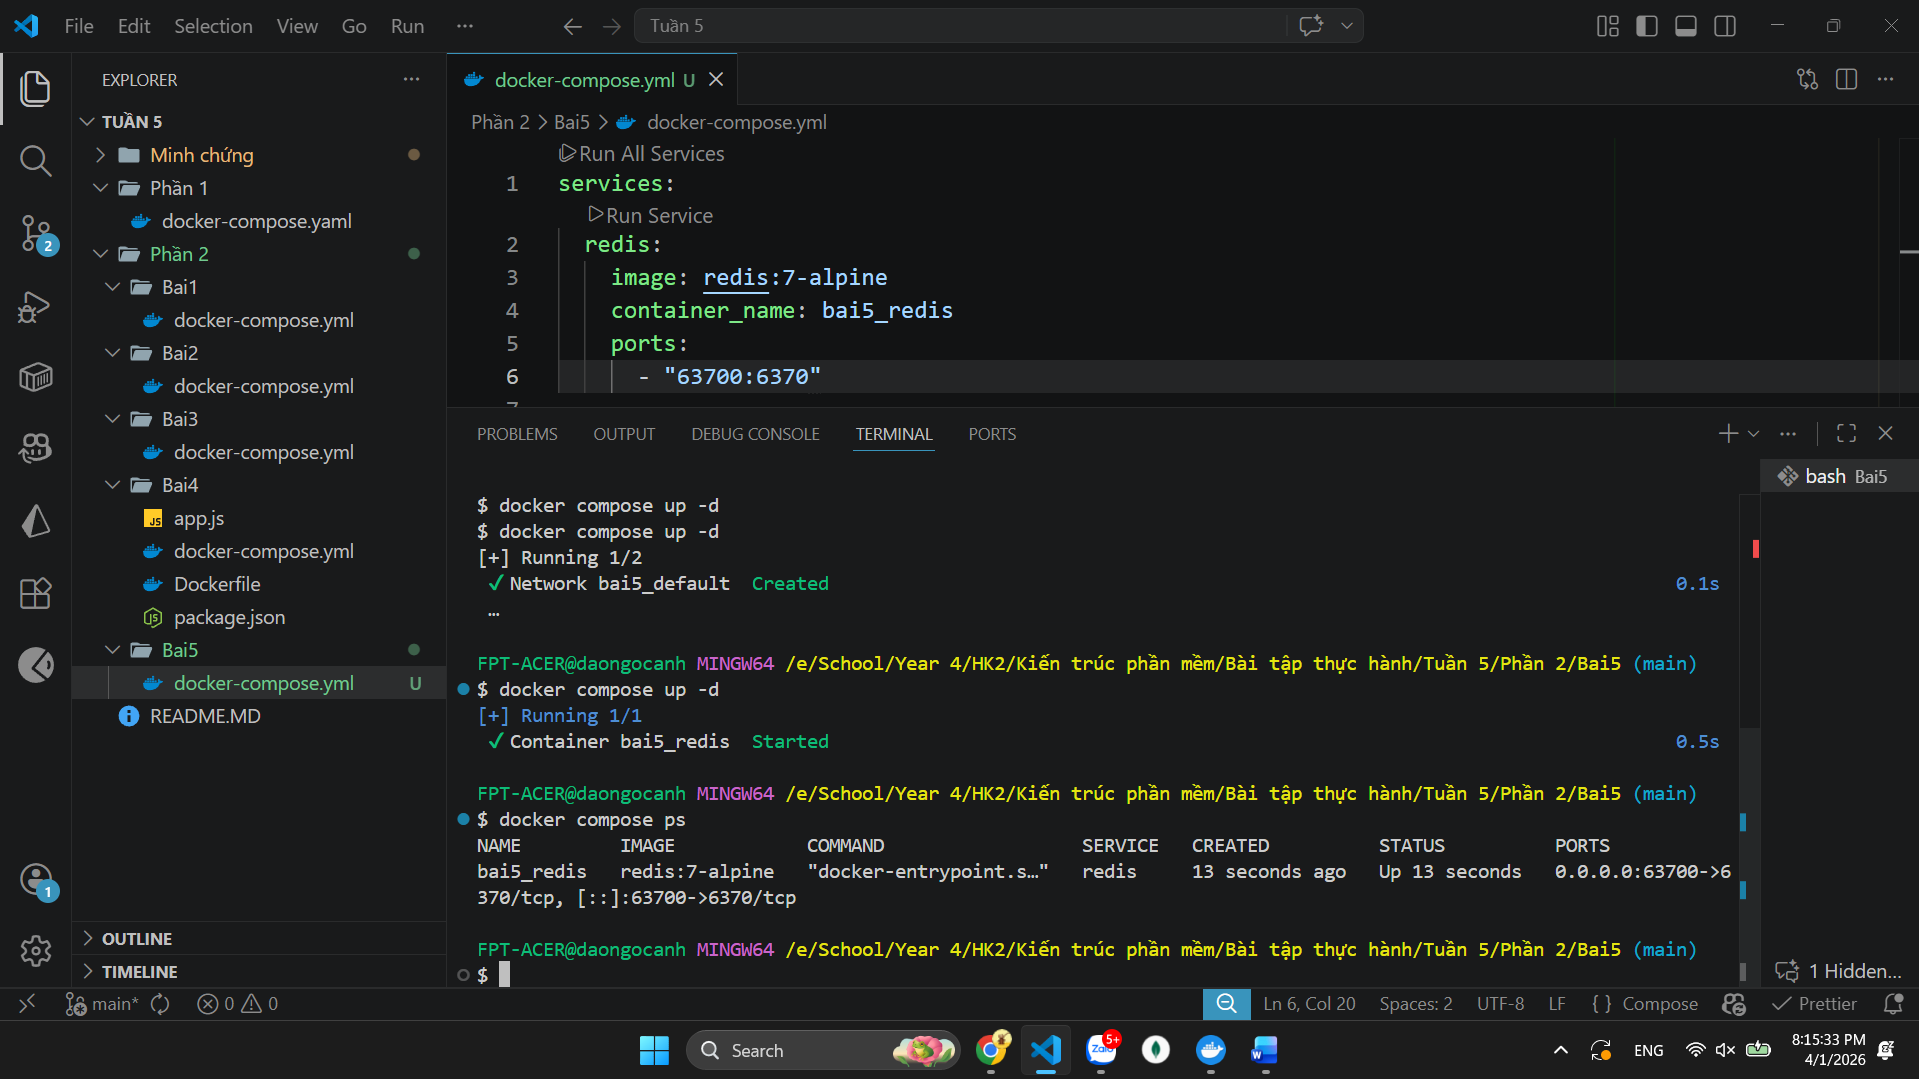 File Edit Selection View Go Run ···
Tuần 5
EXPLORER
TUẦN 5
Minh chứng
Phần 1
docker-compose.yaml
Phần 2
Bai1
docker-compose.yml
Bai2
docker-compose.yml
Bai3
docker-compose.yml
Bai4
app.js
docker-compose.yml
Dockerfile
package.json
Bai5
docker-compose.yml U
README.MD
OUTLINE
TIMELINE
2
1
docker-compose.yml U
Phần 2 > Bai5 > docker-compose.yml
Run All Services
1 services:
Run Service
2 redis:
3 image: redis:7-alpine
4 container_name: bai5_redis
5 ports:
6 - "63700:6370"
7
PROBLEMS OUTPUT DEBUG CONSOLE TERMINAL PORTS
bash Bai5
$ docker compose up -d
$ docker compose up -d
[+] Running 1/2
✓ Network bai5_default Created 0.1s
…
FPT-ACER@daongocanh MINGW64 /e/School/Year 4/HK2/Kiến trúc phần mềm/Bài tập thực hành/Tuần 5/Phần 2/Bai5 (main)
$ docker compose up -d
[+] Running 1/1
✓ Container bai5_redis Started 0.5s
FPT-ACER@daongocanh MINGW64 /e/School/Year 4/HK2/Kiến trúc phần mềm/Bài tập thực hành/Tuần 5/Phần 2/Bai5 (main)
$ docker compose ps
NAME IMAGE COMMAND SERVICE CREATED STATUS PORTS
bai5_redis redis:7-alpine "docker-entrypoint.s…" redis 13 seconds ago Up 13 seconds 0.0.0.0:63700->6
370/tcp, [::]:63700->6370/tcp
FPT-ACER@daongocanh MINGW64 /e/School/Year 4/HK2/Kiến trúc phần mềm/Bài tập thực hành/Tuần 5/Phần 2/Bai5 (main)
$
1 Hidden...
main* 0 0 Ln 6, Col 20 Spaces: 2 UTF-8 LF { } Compose Prettier
Search
Zalo
5+
W
ENG
8:15:33 PM
4/1/2026